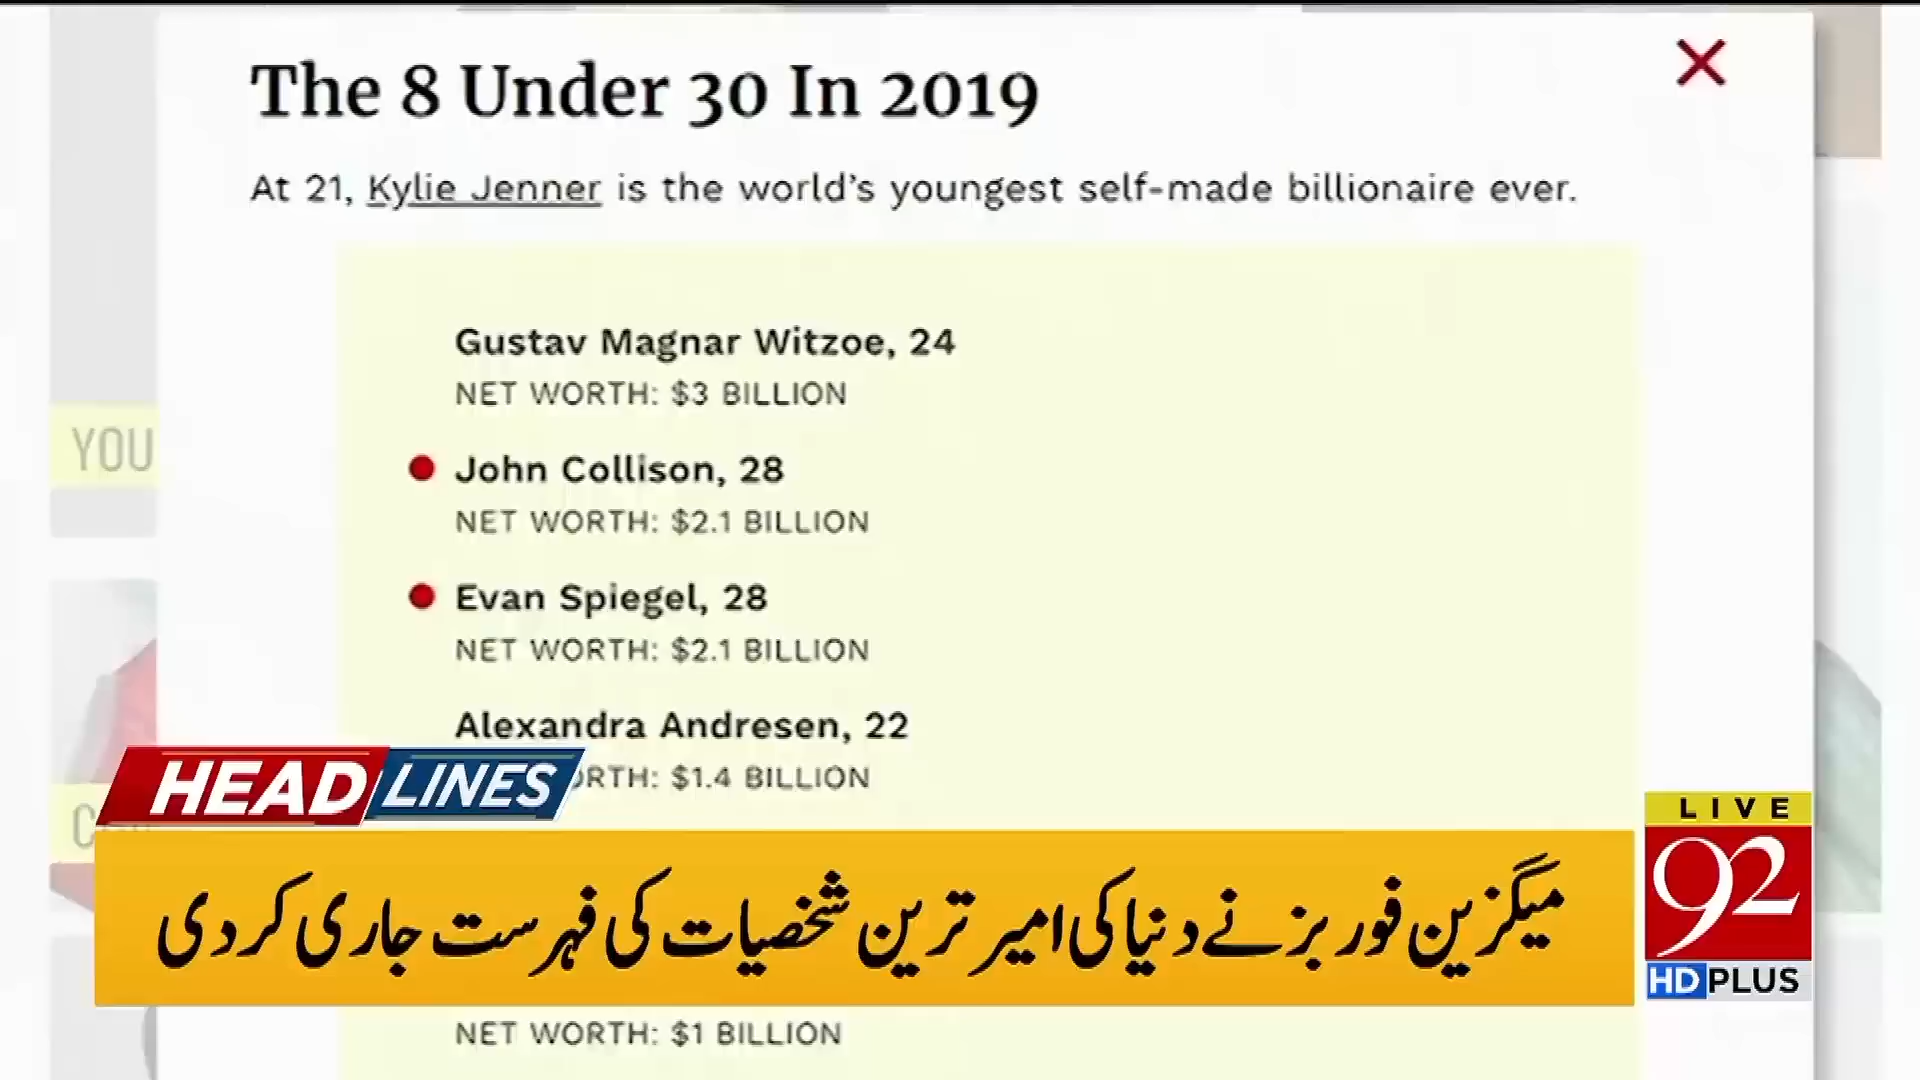 The 8 Under 30 In 2019
At 21, Kylie Jenner is the world's youngest self-made billionaire ever.
Gustav Magnar Witzoe, 24
NET WORTH: $3 BILLION
John Collison, 28
NET WORTH: $2.1 BILLION
YOU
Evan Spiegel, 28
NET WORTH: $2.1 BILLION
Alexandra Andresen, 22
HEADLINES
ORTH: $1.4 BILLION
LIVE
92
HD PLUS
میگزین فوربز نے دنیا کی امیر ترین شخصیات کی فہرست جاری کر دی
NET WORTH: $1 BILLION